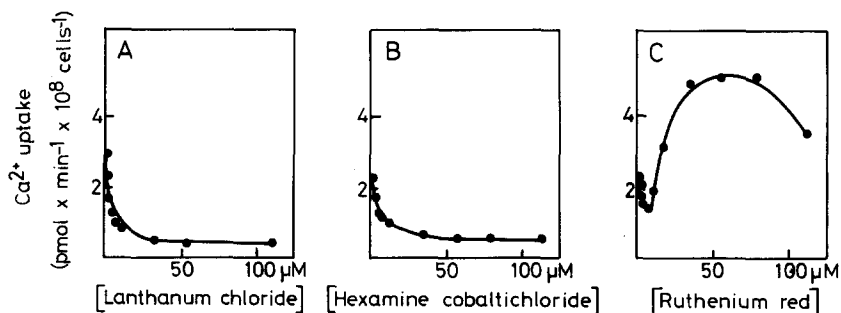 Ca2+ uptake
(pmol x min-1 x 108 cells-1)
A
4
2
50
100 µM
[Lanthanum chloride]
B
4
2
50
100 µM
[Hexamine cobaltichloride]
C
4
2
50
100 µM
[Ruthenium red]